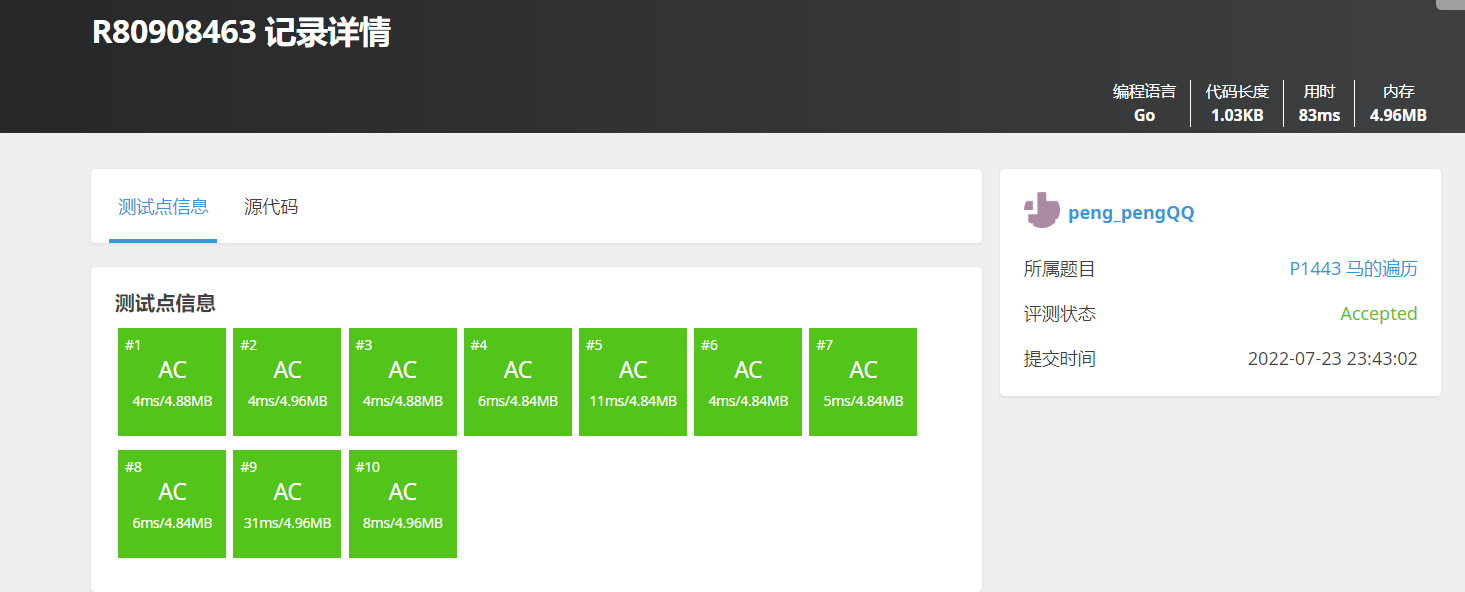 R80908463 记录详情
编程语言 代码长度 用时 内存
Go 1.03KB 83ms 4.96MB
测试点信息 源代码
测试点信息
#1 #2 #3 #4 #5 #6 #7
AC AC AC AC AC AC AC
4ms/4.88MB 4ms/4.96MB 4ms/4.88MB 6ms/4.84MB 11ms/4.84MB 4ms/4.84MB 5ms/4.84MB
#8 #9 #10
AC AC AC
6ms/4.84MB 31ms/4.96MB 8ms/4.96MB
peng_pengQQ
所属题目 P1443 马的遍历
评测状态 Accepted
提交时间 2022-07-23 23:43:02